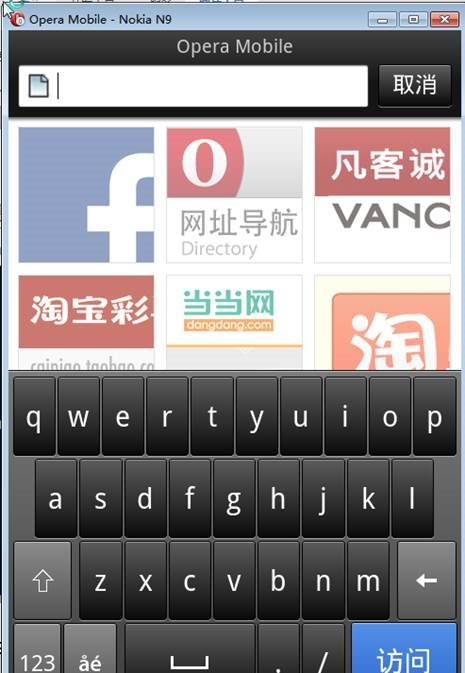 Opera Mobile - Nokia N9
Opera Mobile
取消
f
O
网址导航
Directory
凡客诚
VANC
淘宝彩
caipiao.taobao.co
当当网
dangdang.com
淘
q w e r t y u i o p
a s d f g h j k l
z x c v b n m
123 åé . / 访问